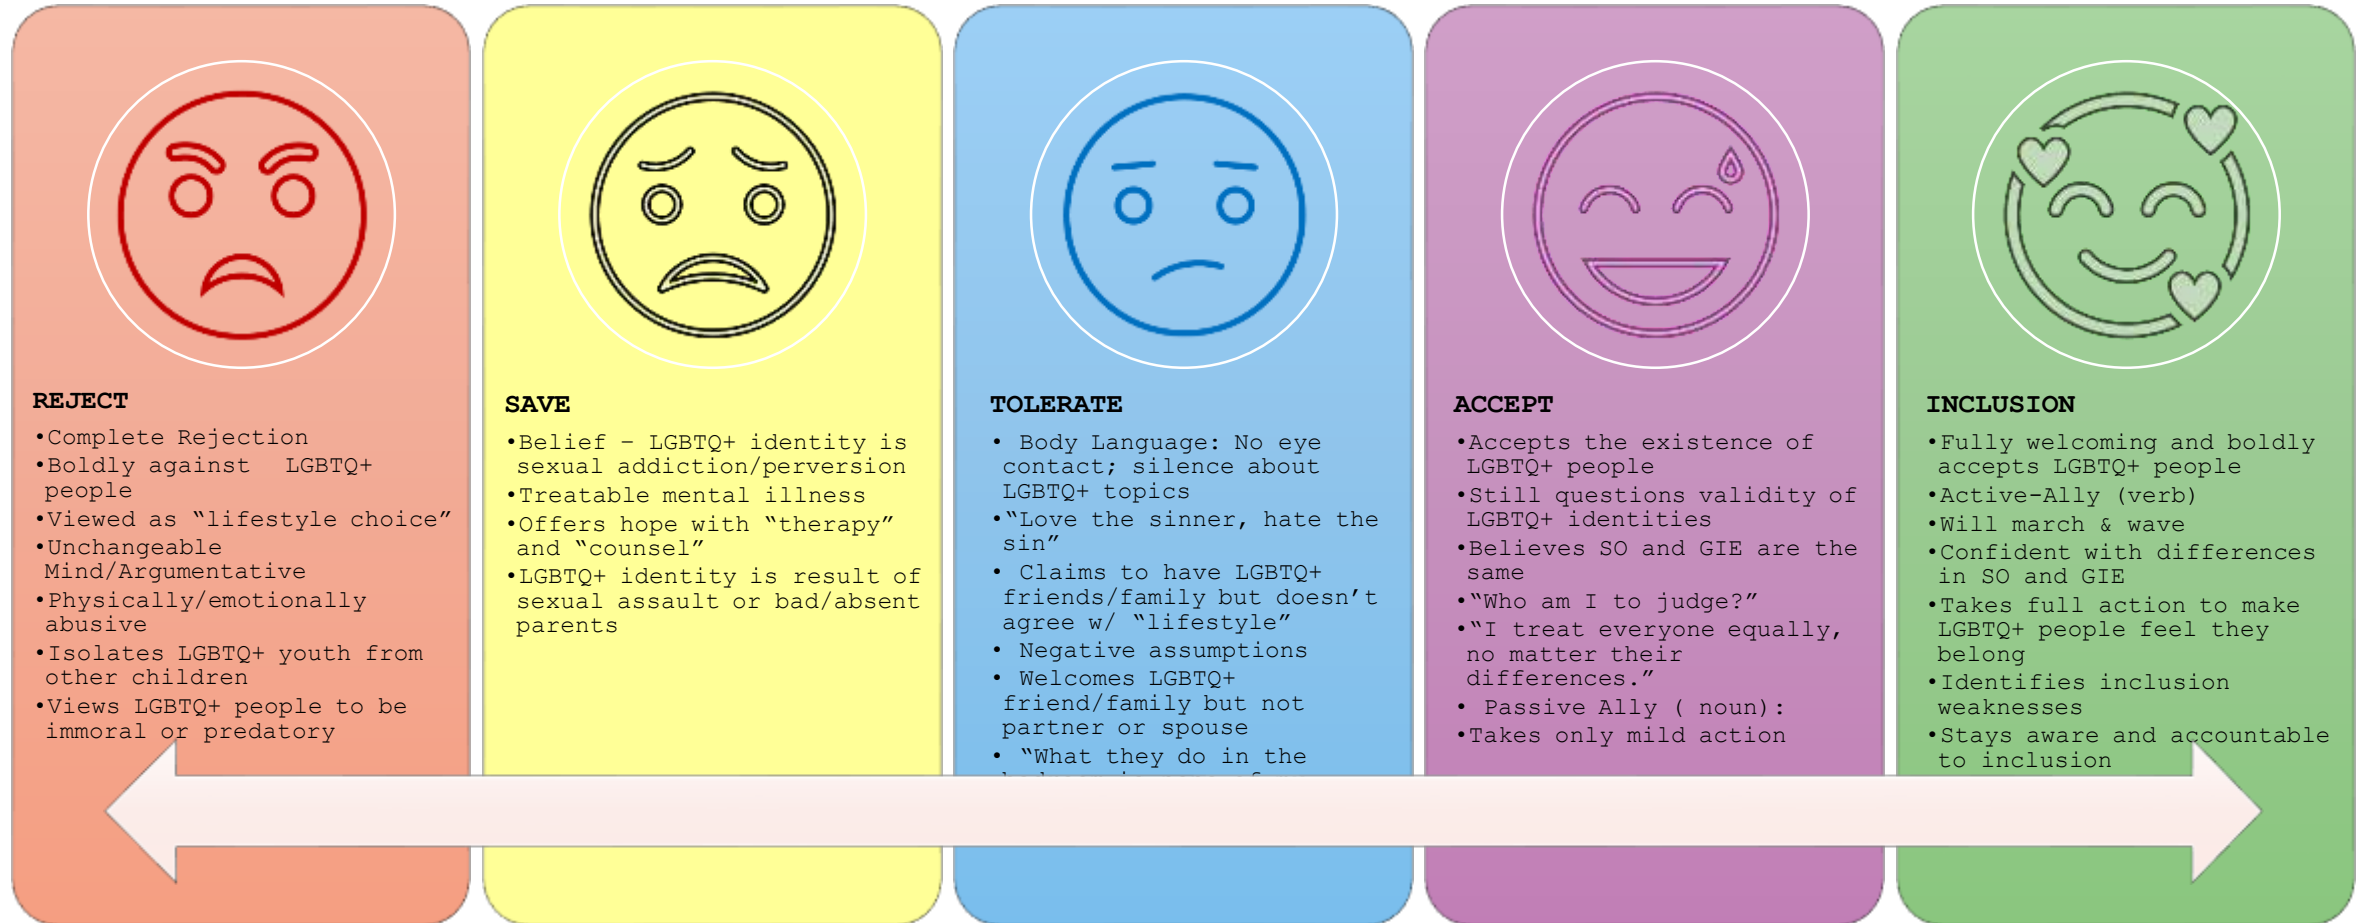 REJECT
•Complete Rejection
•Boldly against LGBTQ+
people
•Viewed as “lifestyle choice”
•Unchangeable
Mind/Argumentative
•Physically/emotionally
abusive
•Isolates LGBTQ+ youth from
other children
•Views LGBTQ+ people to be
immoral or predatory
SAVE
•Belief – LGBTQ+ identity is
sexual addiction/perversion
•Treatable mental illness
•Offers hope with “therapy”
and “counsel”
•LGBTQ+ identity is result of
sexual assault or bad/absent
parents
TOLERATE
• Body Language: No eye
contact; silence about
LGBTQ+ topics
•“Love the sinner, hate the
sin”
• Claims to have LGBTQ+
friends/family but doesn’t
agree w/ “lifestyle”
• Negative assumptions
• Welcomes LGBTQ+
friend/family but not
partner or spouse
• “What they do in the
ACCEPT
•Accepts the existence of
LGBTQ+ people
•Still questions validity of
LGBTQ+ identities
•Believes SO and GIE are the
same
•“Who am I to judge?”
•“I treat everyone equally,
no matter their
differences.”
• Passive Ally ( noun):
•Takes only mild action
INCLUSION
•Fully welcoming and boldly
accepts LGBTQ+ people
•Active-Ally (verb)
•Will march & wave
•Confident with differences
in SO and GIE
•Takes full action to make
LGBTQ+ people feel they
belong
•Identifies inclusion
weaknesses
•Stays aware and accountable
to inclusion